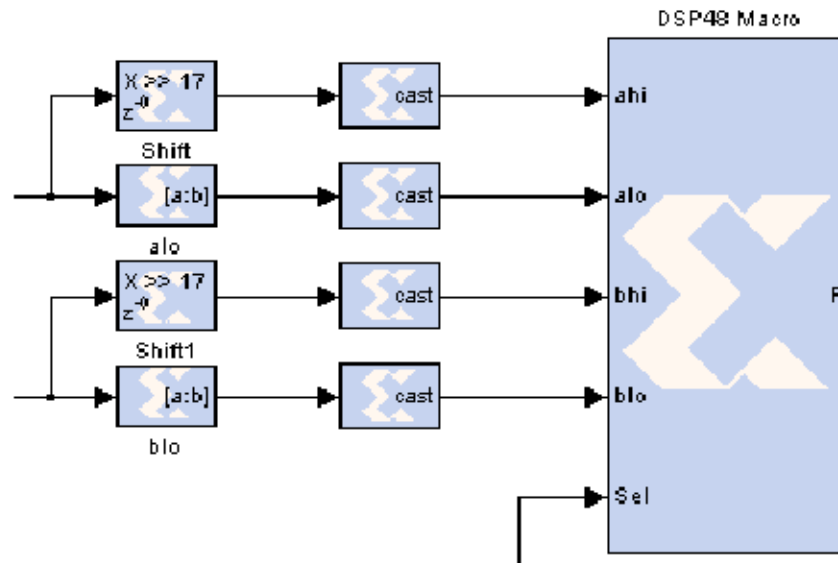 DSP48 Macro
X >> 17
z-0
cast
ahi
Shift
[a:b]
cast
alo
alo
X >> 17
z-0
cast
bhi
Shift1
[a:b]
cast
blo
blo
Sel